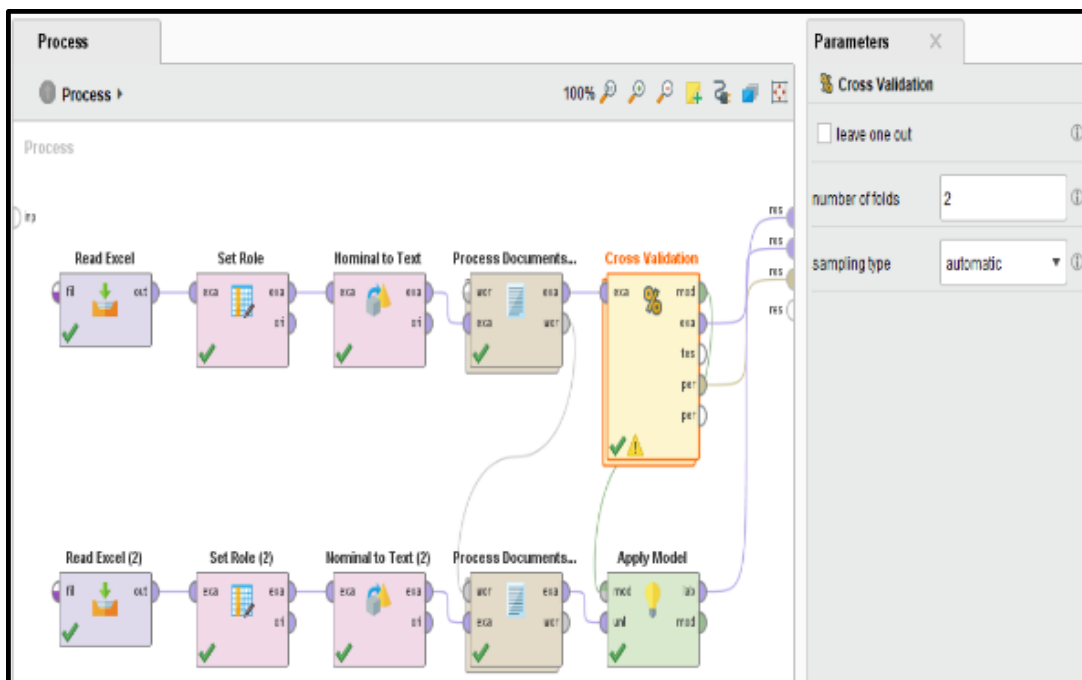 Process
Parameters
Process
100%
Cross Validation
leave one out
Process
number of folds 2
inp
res
Read Excel Set Role Nominal to Text Process Documents... Cross Validation
res
sampling type automatic
res
fil out exa exa exa exa wor exa exa mod
res
ori ori exa wor exa
tes
per
per
Read Excel (2) Set Role (2) Nominal to Text (2) Process Documents... Apply Model
fil out exa exa exa exa wor exa mod lab
ori ori exa wor unl mod